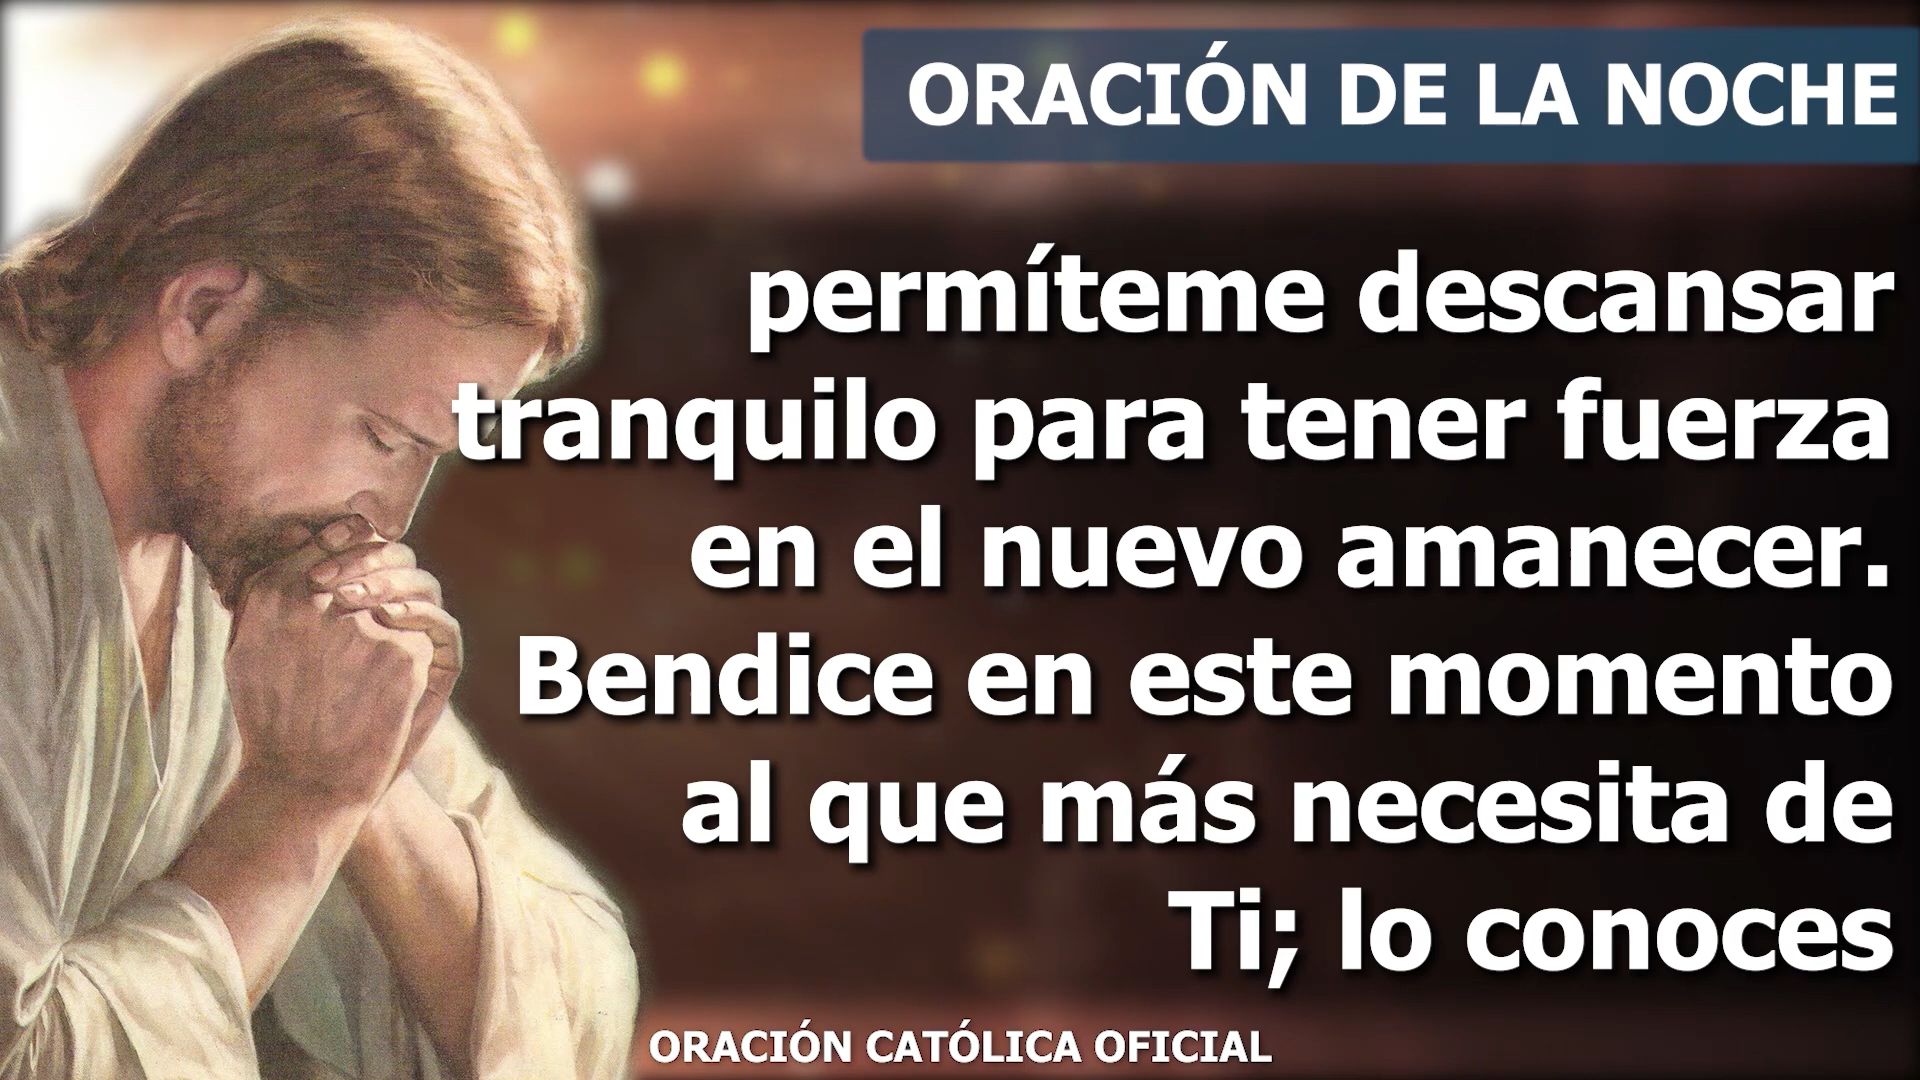 ORACIÓN DE LA NOCHE
permíteme descansar
tranquilo para tener fuerza
en el nuevo amanecer.
Bendice en este momento
al que más necesita de
Ti; lo conoces
ORACIÓN CATÓLICA OFICIAL